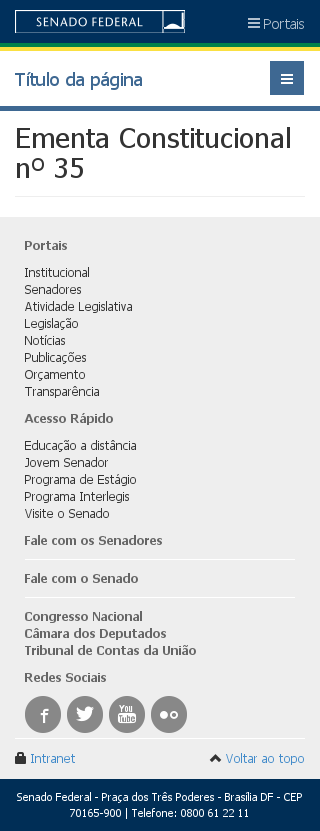 SENADO FEDERAL
Portais
Título da página
Ementa Constitucional
nº 35
Portais
Institucional
Senadores
Atividade Legislativa
Legislação
Notícias
Publicações
Orçamento
Transparência
Acesso Rápido
Educação a distância
Jovem Senador
Programa de Estágio
Programa Interlegis
Visite o Senado
Fale com os Senadores
Fale com o Senado
Congresso Nacional
Câmara dos Deputados
Tribunal de Contas da União
Redes Sociais
f You Tube
Intranet Voltar ao topo
Senado Federal - Praça dos Três Poderes - Brasília DF - CEP
70165-900 | Telefone: 0800 61 22 11